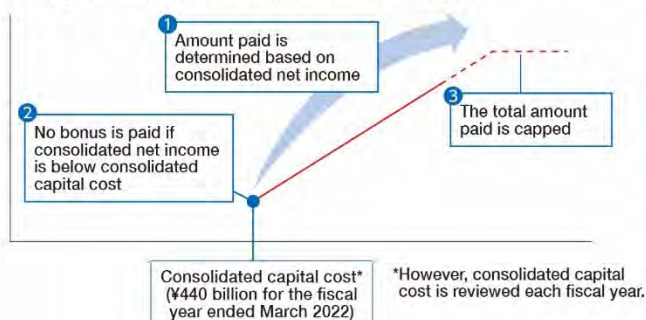 1
Amount paid is
determined based on
consolidated net income
2
No bonus is paid if
consolidated net income
is below consolidated
capital cost
3
The total amount
paid is capped
Consolidated capital cost*
(¥440 billion for the fiscal
year ended March 2022)
*However, consolidated capital
cost is reviewed each fiscal year.